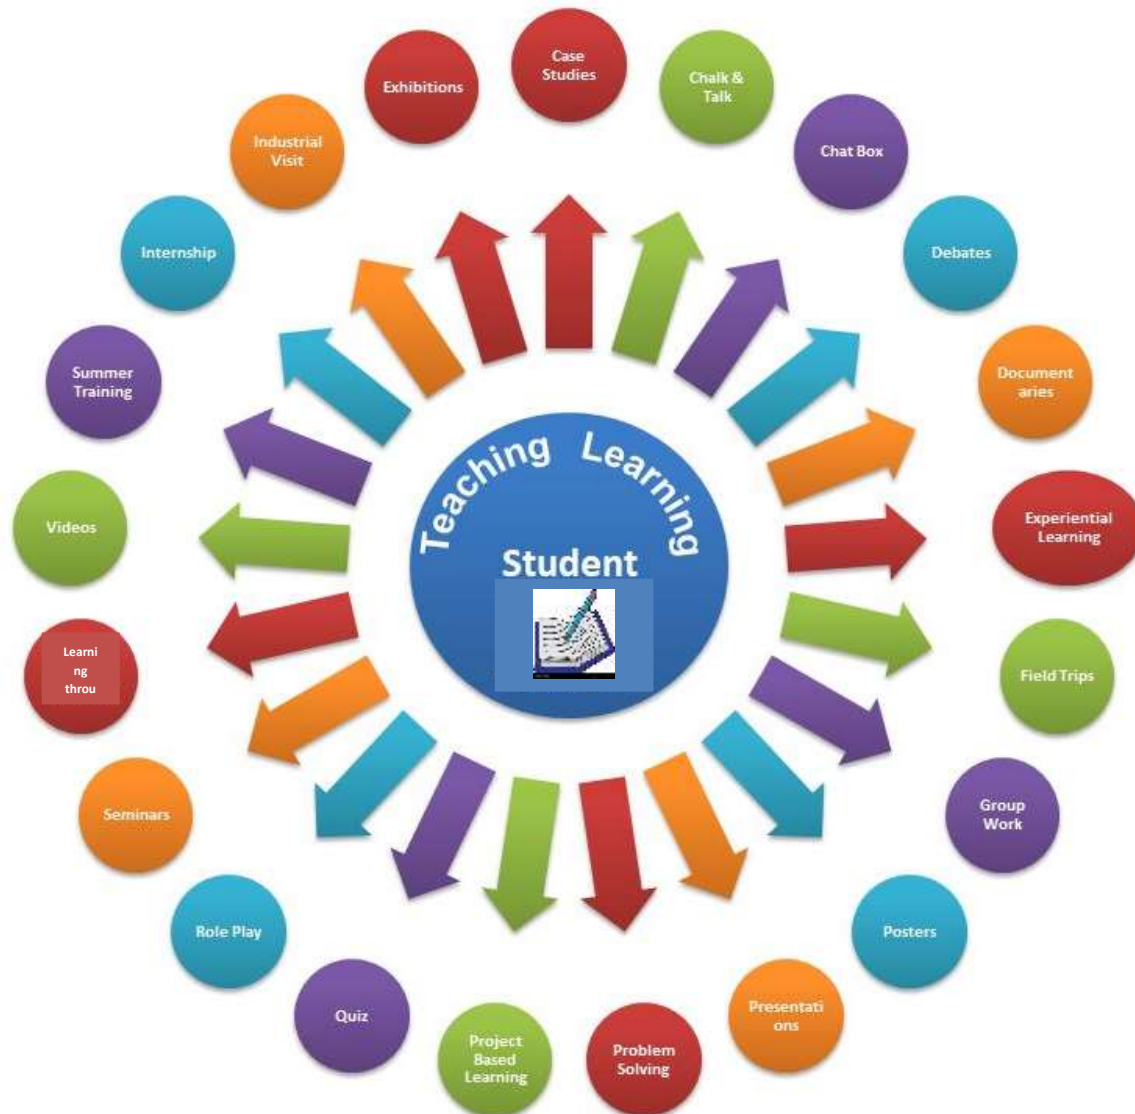 Case
Studies
Chalk &
Talk
Chat Box
Debates
Document
aries
Experiential
Learning
Field Trips
Group
Work
Posters
Presentati
ons
Problem
Solving
Project
Based
Learning
Quiz
Role Play
Seminars
Learni
ng
throu
Videos
Summer
Training
Internship
Industrial
Visit
Exhibitions
Teaching Learning
Student